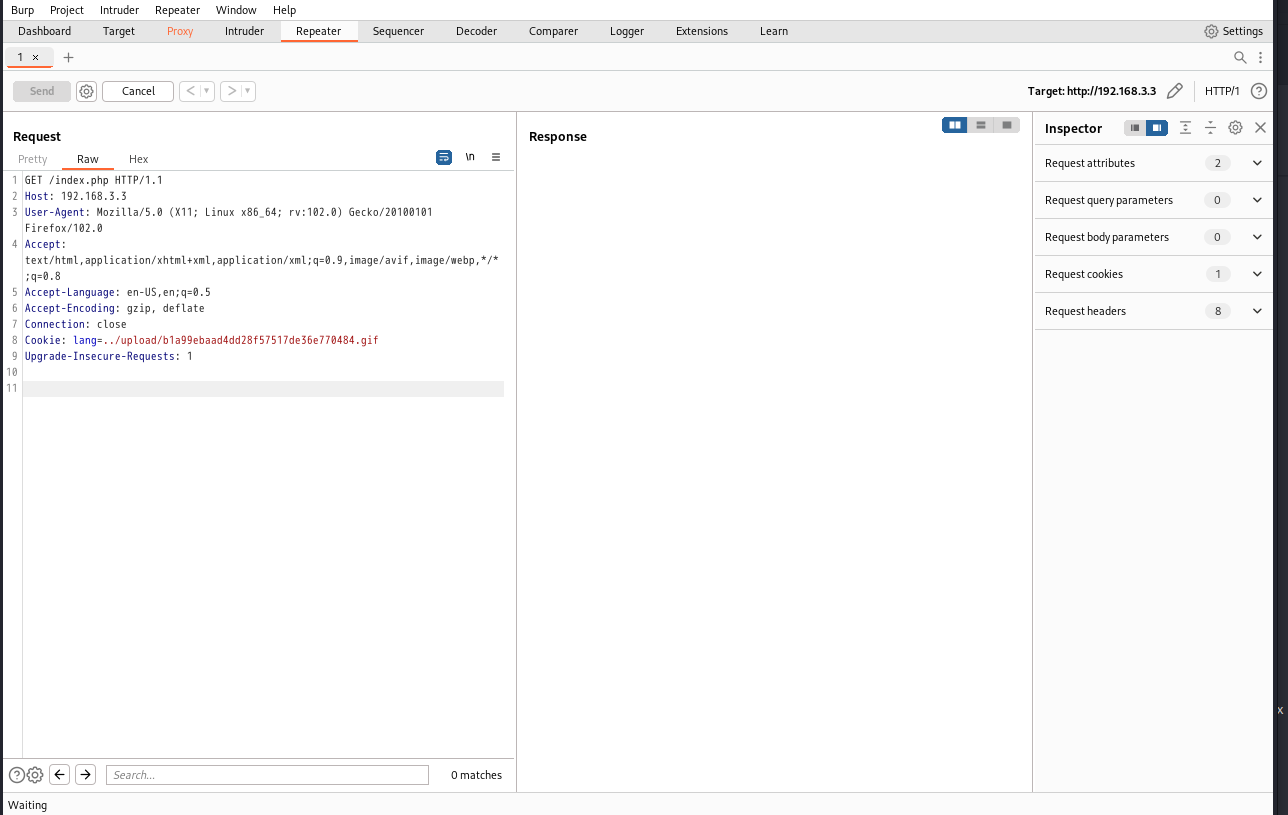 Burp Project Intruder Repeater Window Help
Dashboard Target Proxy Intruder Repeater Sequencer Decoder Comparer Logger Extensions Learn Settings
1 × +
Send Cancel < > Target: http://192.168.3.3 HTTP/1 ?
Request
Pretty Raw Hex \n
1 GET /index.php HTTP/1.1
2 Host: 192.168.3.3
3 User-Agent: Mozilla/5.0 (X11; Linux x86_64; rv:102.0) Gecko/20100101
Firefox/102.0
4 Accept:
text/html,application/xhtml+xml,application/xml;q=0.9,image/avif,image/webp,*/*
;q=0.8
5 Accept-Language: en-US,en;q=0.5
6 Accept-Encoding: gzip, deflate
7 Connection: close
8 Cookie: lang=../upload/b1a99ebaad4dd28f57517de36e770484.gif
9 Upgrade-Insecure-Requests: 1
10
11
? Search... 0 matches
Response
Inspector
Request attributes 2
Request query parameters 0
Request body parameters 0
Request cookies 1
Request headers 8
x
Waiting